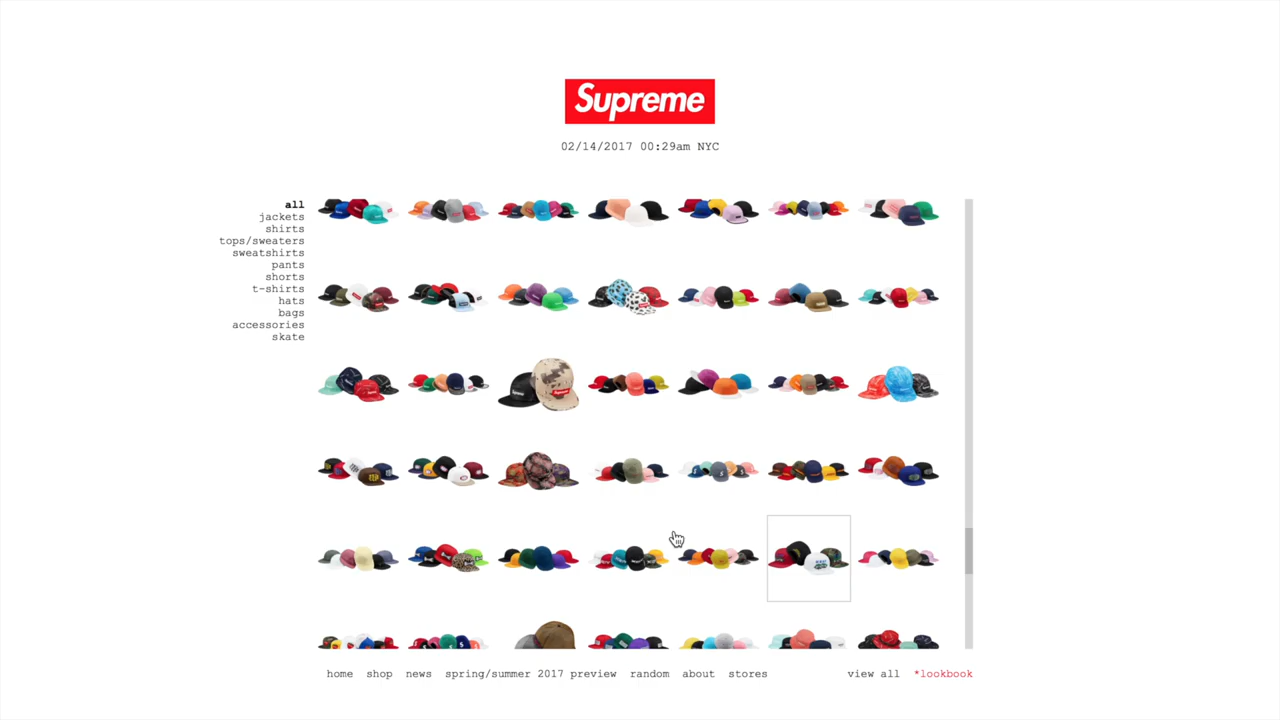 Supreme
02/14/2017 00:29am NYC
all
jackets
shirts
tops/sweaters
sweatshirts
pants
shorts
t-shirts
hats
bags
accessories
skate
home shop news spring/summer 2017 preview random about stores view all *lookbook